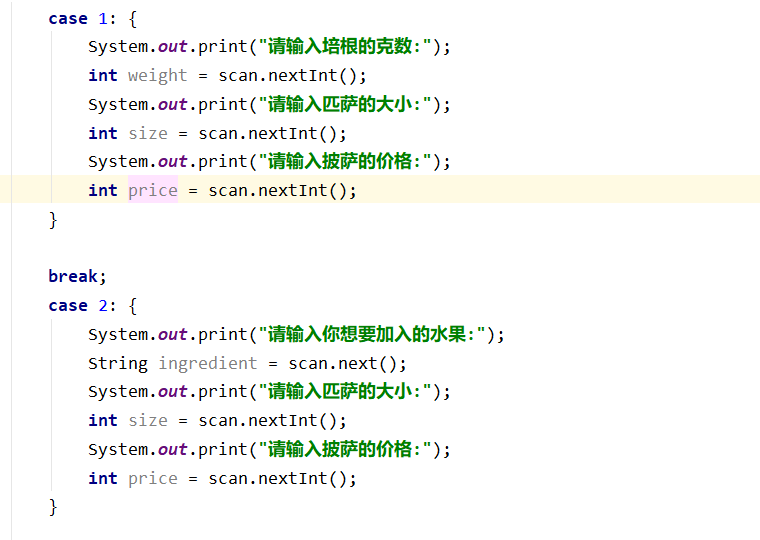 case 1: {
System.out.print("请输入培根的克数:");
int weight = scan.nextInt();
System.out.print("请输入匹萨的大小:");
int size = scan.nextInt();
System.out.print("请输入披萨的价格:");
int price = scan.nextInt();
}
break;
case 2: {
System.out.print("请输入你想要加入的水果:");
String ingredient = scan.next();
System.out.print("请输入匹萨的大小:");
int size = scan.nextInt();
System.out.print("请输入披萨的价格:");
int price = scan.nextInt();
}